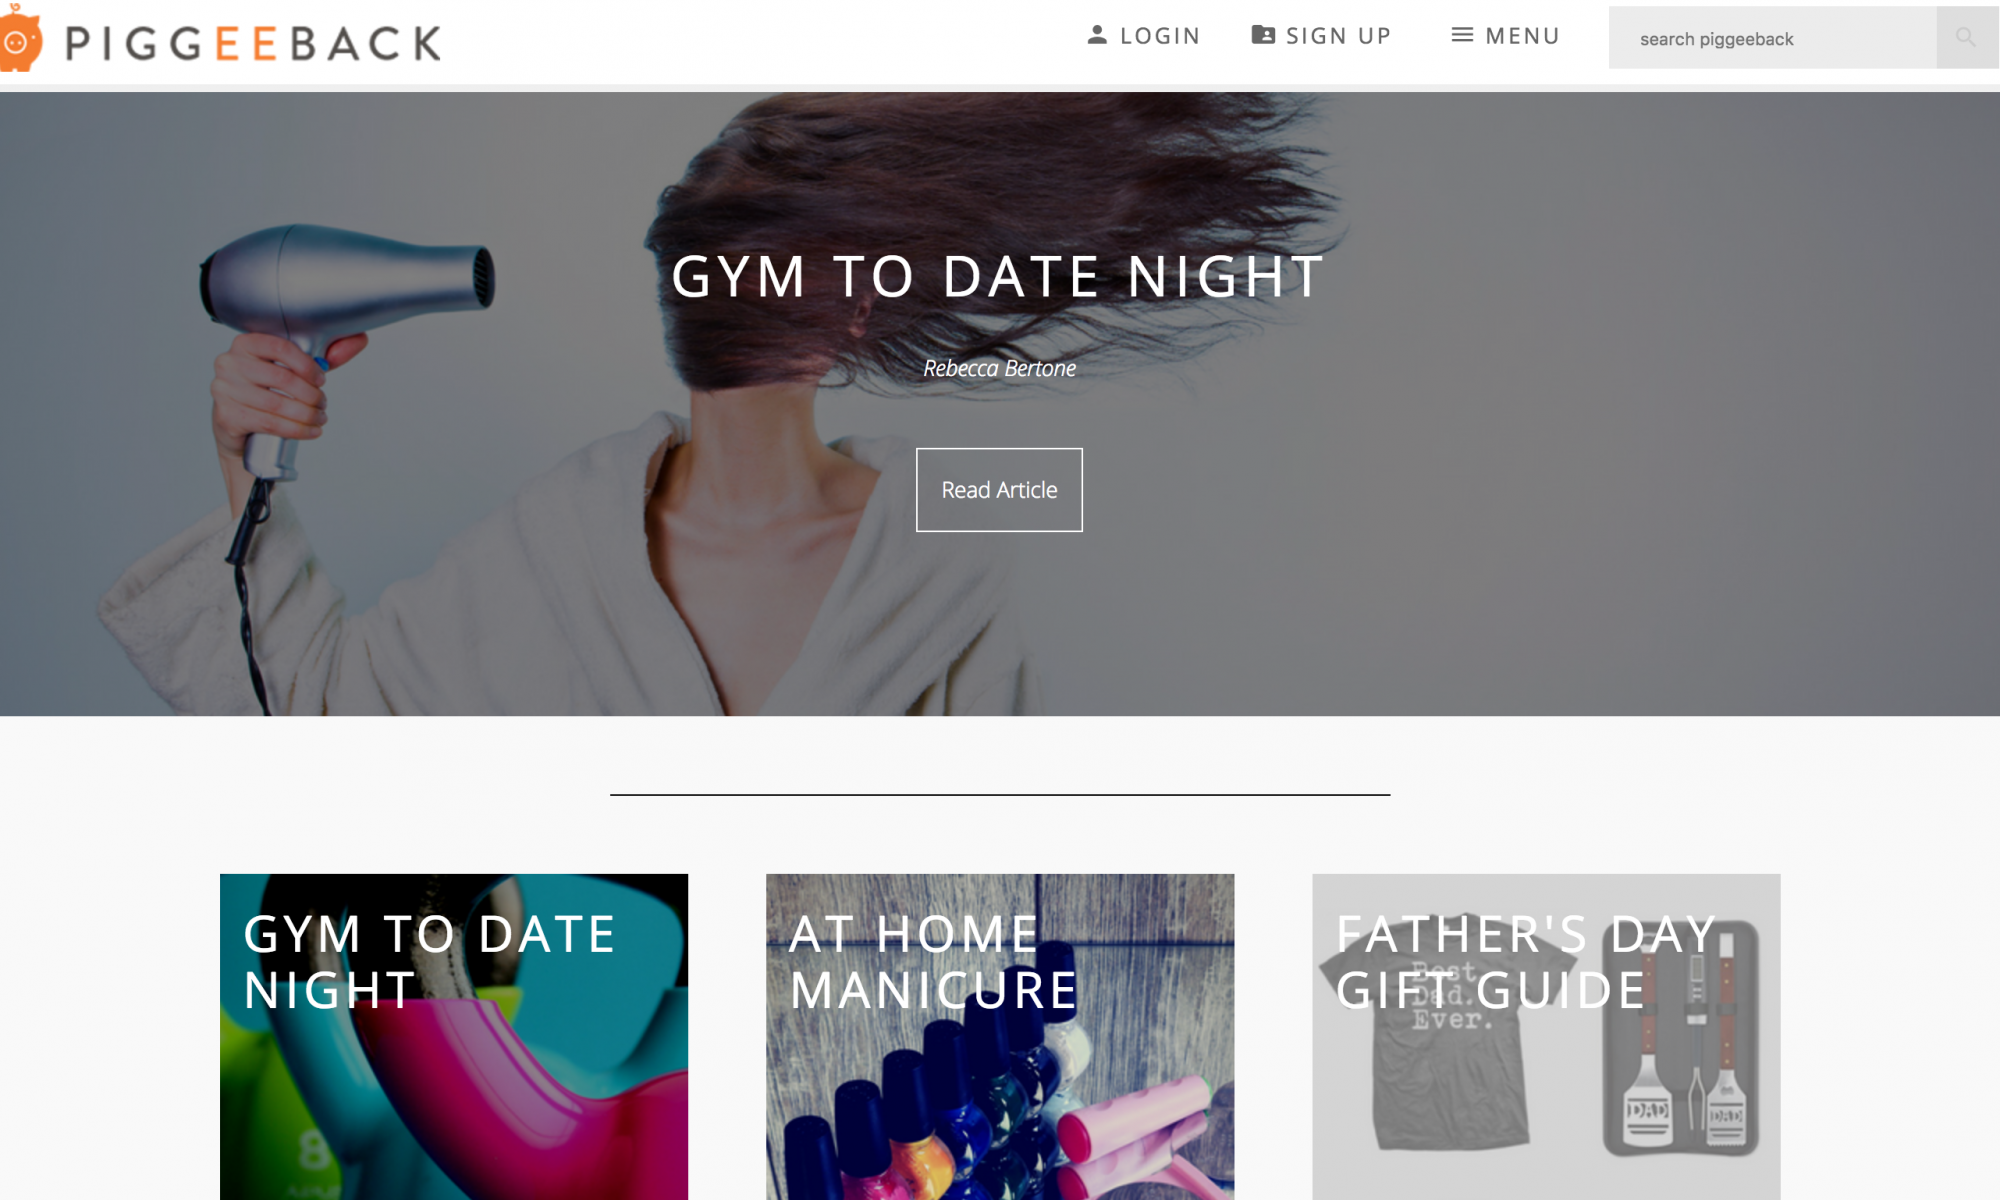 PIGGEEBACK
LOGIN
SIGN UP
MENU
search piggeeback
GYM TO DATE NIGHT
Rebecca Bertone
Read Article
GYM TO DATE
NIGHT
8
AT HOME
MANICURE
FATHER'S DAY
GIFT GUIDE
Best
Dad.
Ever.
DAD
DAD